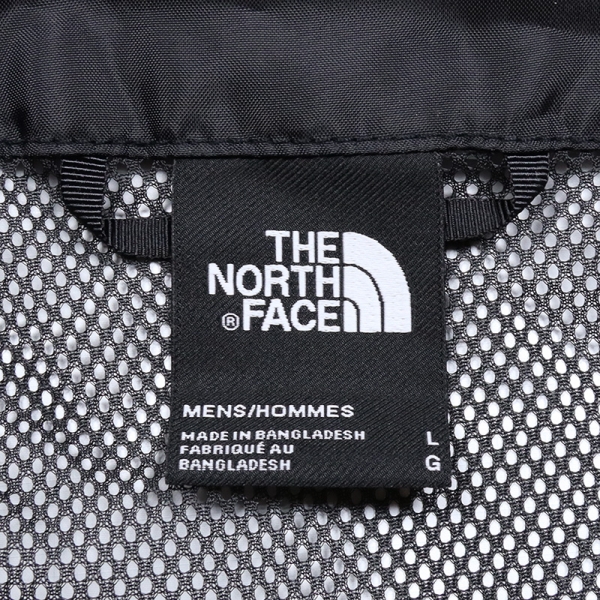 THE
NORTH
® FACE
MENS/HOMMES
MADE IN BANGLADESH L
FABRIQUÉ AU
BANGLADESH G